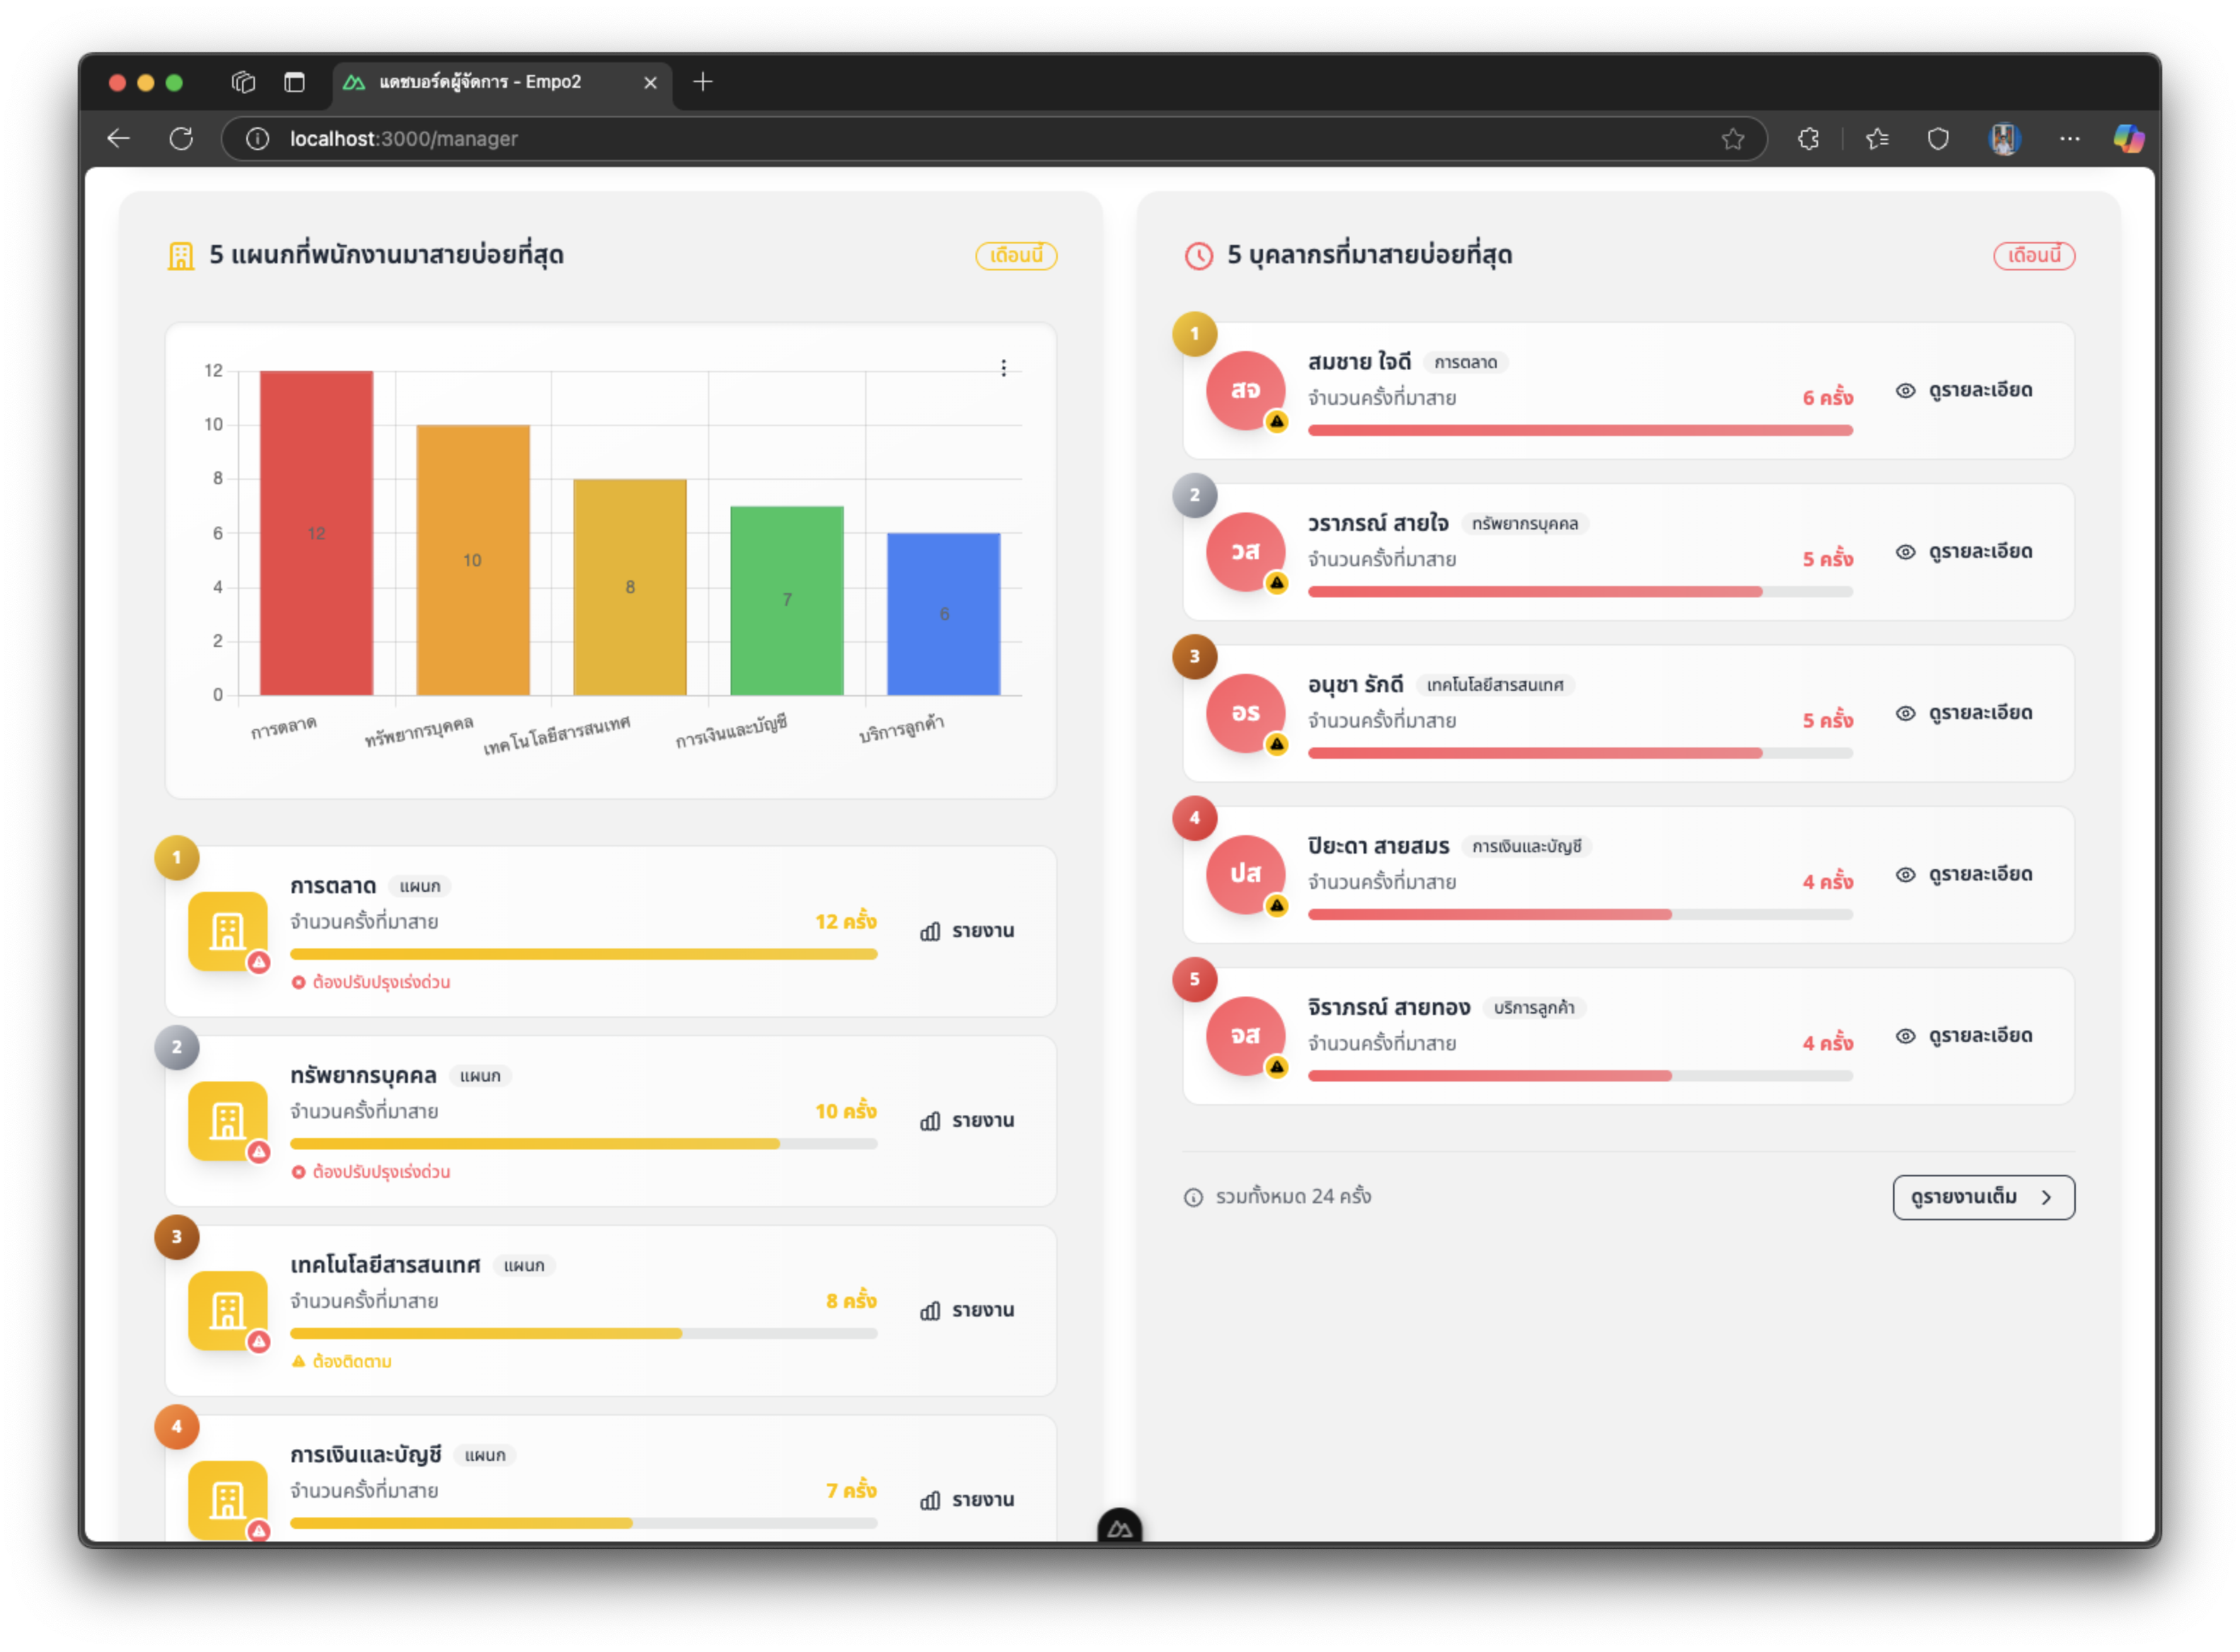 แดชบอร์ดผู้จัดการ - Empo2
localhost:3000/manager
5 แผนกที่พนักงานมาสายบ่อยที่สุด
เดือนนี้
12
10
8
6
4
2
0
12
10
8
7
6
การตลาด
ทรัพยากรบุคคล
เทคโนโลยีสารสนเทศ
การเงินและบัญชี
บริการลูกค้า
1
การตลาด แผนก
จำนวนครั้งที่มาสาย 12 ครั้ง
รายงาน
ต้องปรับปรุงเร่งด่วน
2
ทรัพยากรบุคคล แผนก
จำนวนครั้งที่มาสาย 10 ครั้ง
รายงาน
ต้องปรับปรุงเร่งด่วน
3
เทคโนโลยีสารสนเทศ แผนก
จำนวนครั้งที่มาสาย 8 ครั้ง
รายงาน
ต้องติดตาม
4
การเงินและบัญชี แผนก
จำนวนครั้งที่มาสาย 7 ครั้ง
รายงาน
5 บุคลากรที่มาสายบ่อยที่สุด
เดือนนี้
1
สจ
สมชาย ใจดี การตลาด
จำนวนครั้งที่มาสาย 6 ครั้ง
ดูรายละเอียด
2
วส
วราภรณ์ สายใจ ทรัพยากรบุคคล
จำนวนครั้งที่มาสาย 5 ครั้ง
ดูรายละเอียด
3
อร
อนุชา รักดี เทคโนโลยีสารสนเทศ
จำนวนครั้งที่มาสาย 5 ครั้ง
ดูรายละเอียด
4
ปส
ปิยะดา สายสมร การเงินและบัญชี
จำนวนครั้งที่มาสาย 4 ครั้ง
ดูรายละเอียด
5
จส
จิราภรณ์ สายทอง บริการลูกค้า
จำนวนครั้งที่มาสาย 4 ครั้ง
ดูรายละเอียด
รวมทั้งหมด 24 ครั้ง
ดูรายงานเต็ม